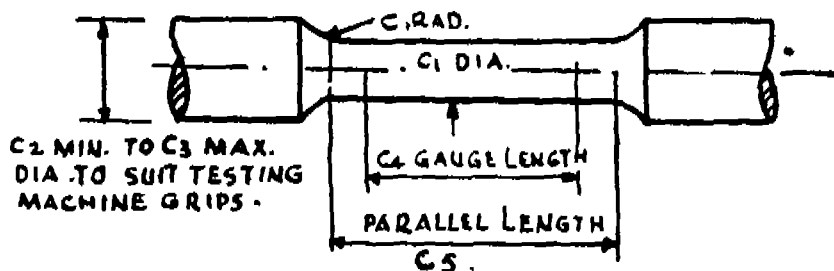 C, RAD.
C1 DIA.
C2 MIN. TO C3 MAX.
DIA. TO SUIT TESTING
MACHINE GRIPS.
C4 GAUGE LENGTH
PARALLEL LENGTH
C5.